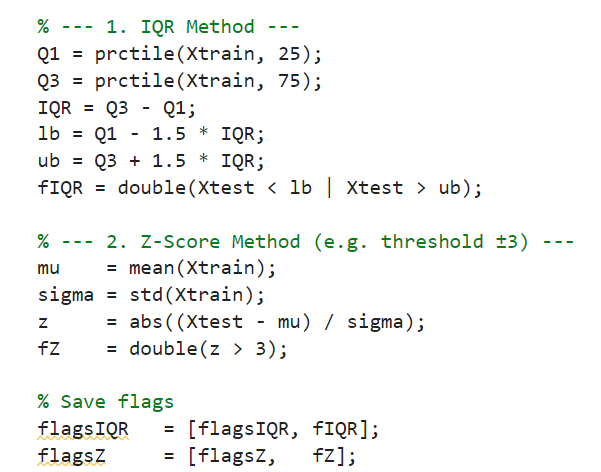 % --- 1. IQR Method ---
Q1 = prctile(Xtrain, 25);
Q3 = prctile(Xtrain, 75);
IQR = Q3 - Q1;
lb = Q1 - 1.5 * IQR;
ub = Q3 + 1.5 * IQR;
fIQR = double(Xtest < lb | Xtest > ub);
% --- 2. Z-Score Method (e.g. threshold ±3) ---
mu    = mean(Xtrain);
sigma = std(Xtrain);
z     = abs((Xtest - mu) / sigma);
fZ    = double(z > 3);
% Save flags
flagsIQR   = [flagsIQR, fIQR];
flagsZ     = [flagsZ,   fZ];